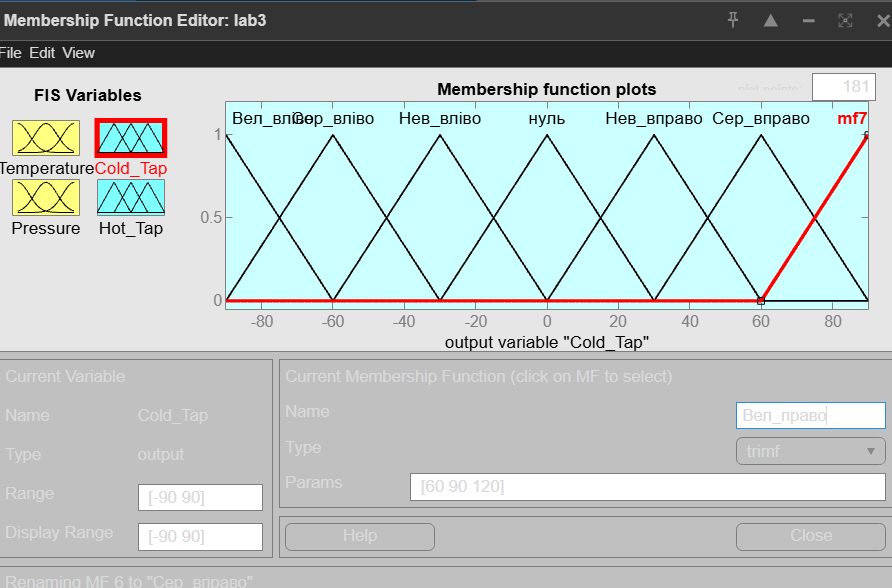 Membership Function Editor: lab3
File Edit View
FIS Variables
Membership function plots
plot points:
181
Вел_вліво
Сер_вліво
Нев_вліво
нуль
Нев_вправо
Сер_вправо
mf7
Temperature
Cold_Tap
Pressure
Hot_Tap
1
0.5
0
-80
-60
-40
-20
0
20
40
60
80
output variable "Cold_Tap"
Current Variable
Name
Cold_Tap
Type
output
Range
[-90 90]
Display Range
[-90 90]
Current Membership Function (click on MF to select)
Name
Вел_право
Type
trimf
Params
[60 90 120]
Help
Close
Renaming MF 6 to "Сер_вправо"